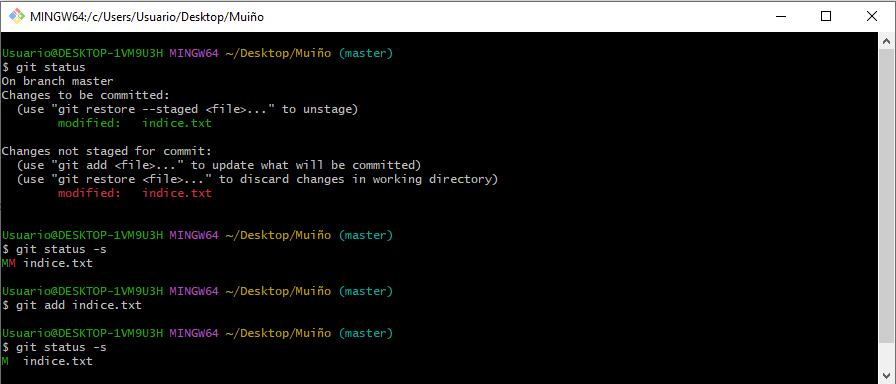 MINGW64:/c/Users/Usuario/Desktop/Muiño
Usuario@DESKTOP-1VM9U3H MINGW64 ~/Desktop/Muiño (master)
$ git status
On branch master
Changes to be committed:
  (use "git restore --staged <file>..." to unstage)
        modified:   indice.txt
Changes not staged for commit:
  (use "git add <file>..." to update what will be committed)
  (use "git restore <file>..." to discard changes in working directory)
        modified:   indice.txt
Usuario@DESKTOP-1VM9U3H MINGW64 ~/Desktop/Muiño (master)
$ git status -s
MM indice.txt
Usuario@DESKTOP-1VM9U3H MINGW64 ~/Desktop/Muiño (master)
$ git add indice.txt
Usuario@DESKTOP-1VM9U3H MINGW64 ~/Desktop/Muiño (master)
$ git status -s
M  indice.txt